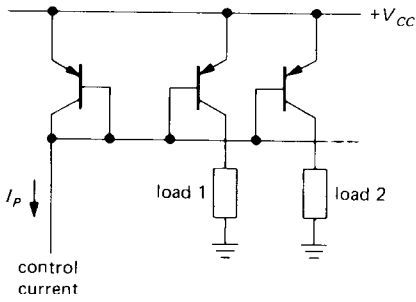 +V_CC
load 1
load 2
I_P
control
current